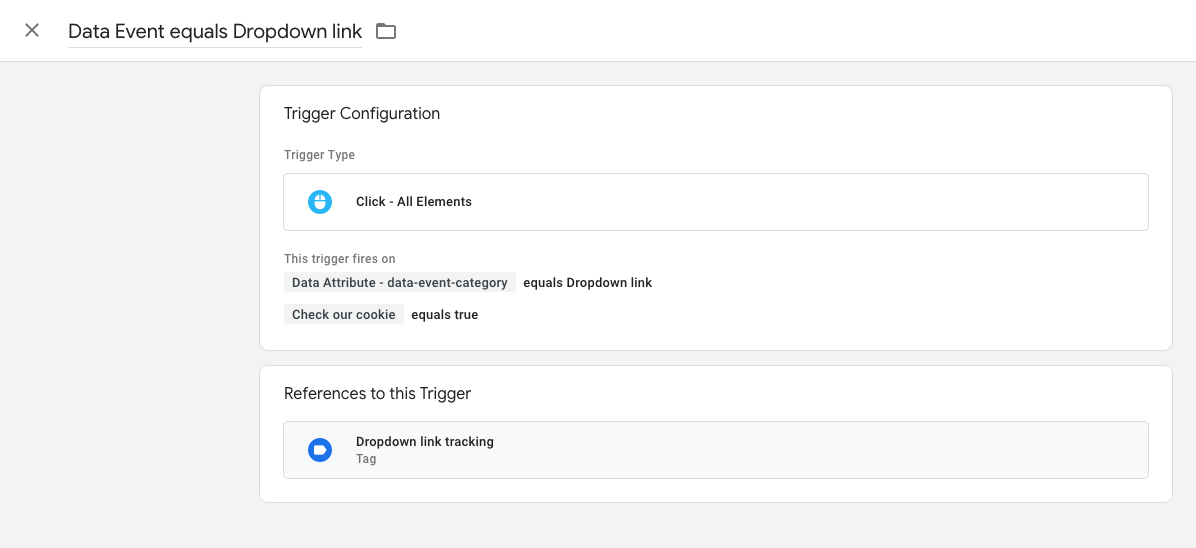 Data Event equals Dropdown link
Trigger Configuration
Trigger Type
Click - All Elements
This trigger fires on
Data Attribute - data-event-category equals Dropdown link
Check our cookie equals true
References to this Trigger
Dropdown link tracking
Tag